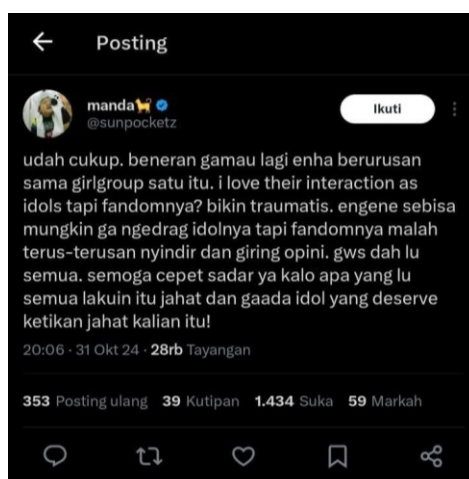 Posting
manda
Ikuti
@sunpocketz
udah cukup. beneran gamau lagi enha berurusan
sama girlgroup satu itu. i love their interaction as
idols tapi fandomnya? bikin traumatis. engene sebisa
mungkin ga ngedrag idolnya tapi fandomnya malah
terus-terusan nyindir dan giring opini. gws dah lu
semua. semoga cepet sadar ya kalo apa yang lu
semua lakuin itu jahat dan gaada idol yang deserve
ketikan jahat kalian itu!
20:06 · 31 Okt 24 · 28rb Tayangan
353 Posting ulang 39 Kutipan 1.434 Suka 59 Markah